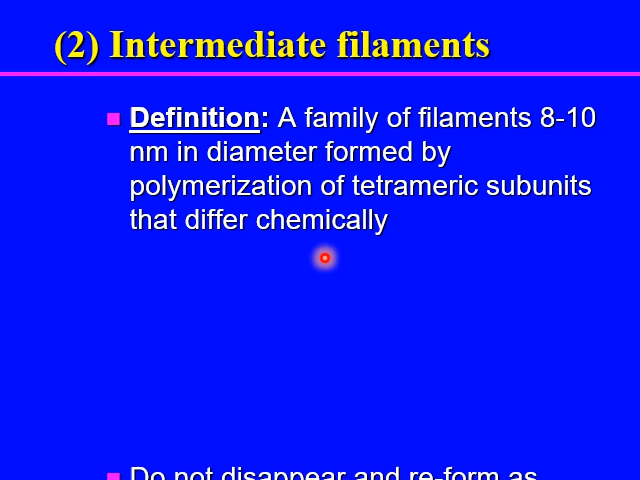 (2) Intermediate filaments
Definition: A family of filaments 8-10
nm in diameter formed by
polymerization of tetrameric subunits
that differ chemically
Do not disappear and re-form as